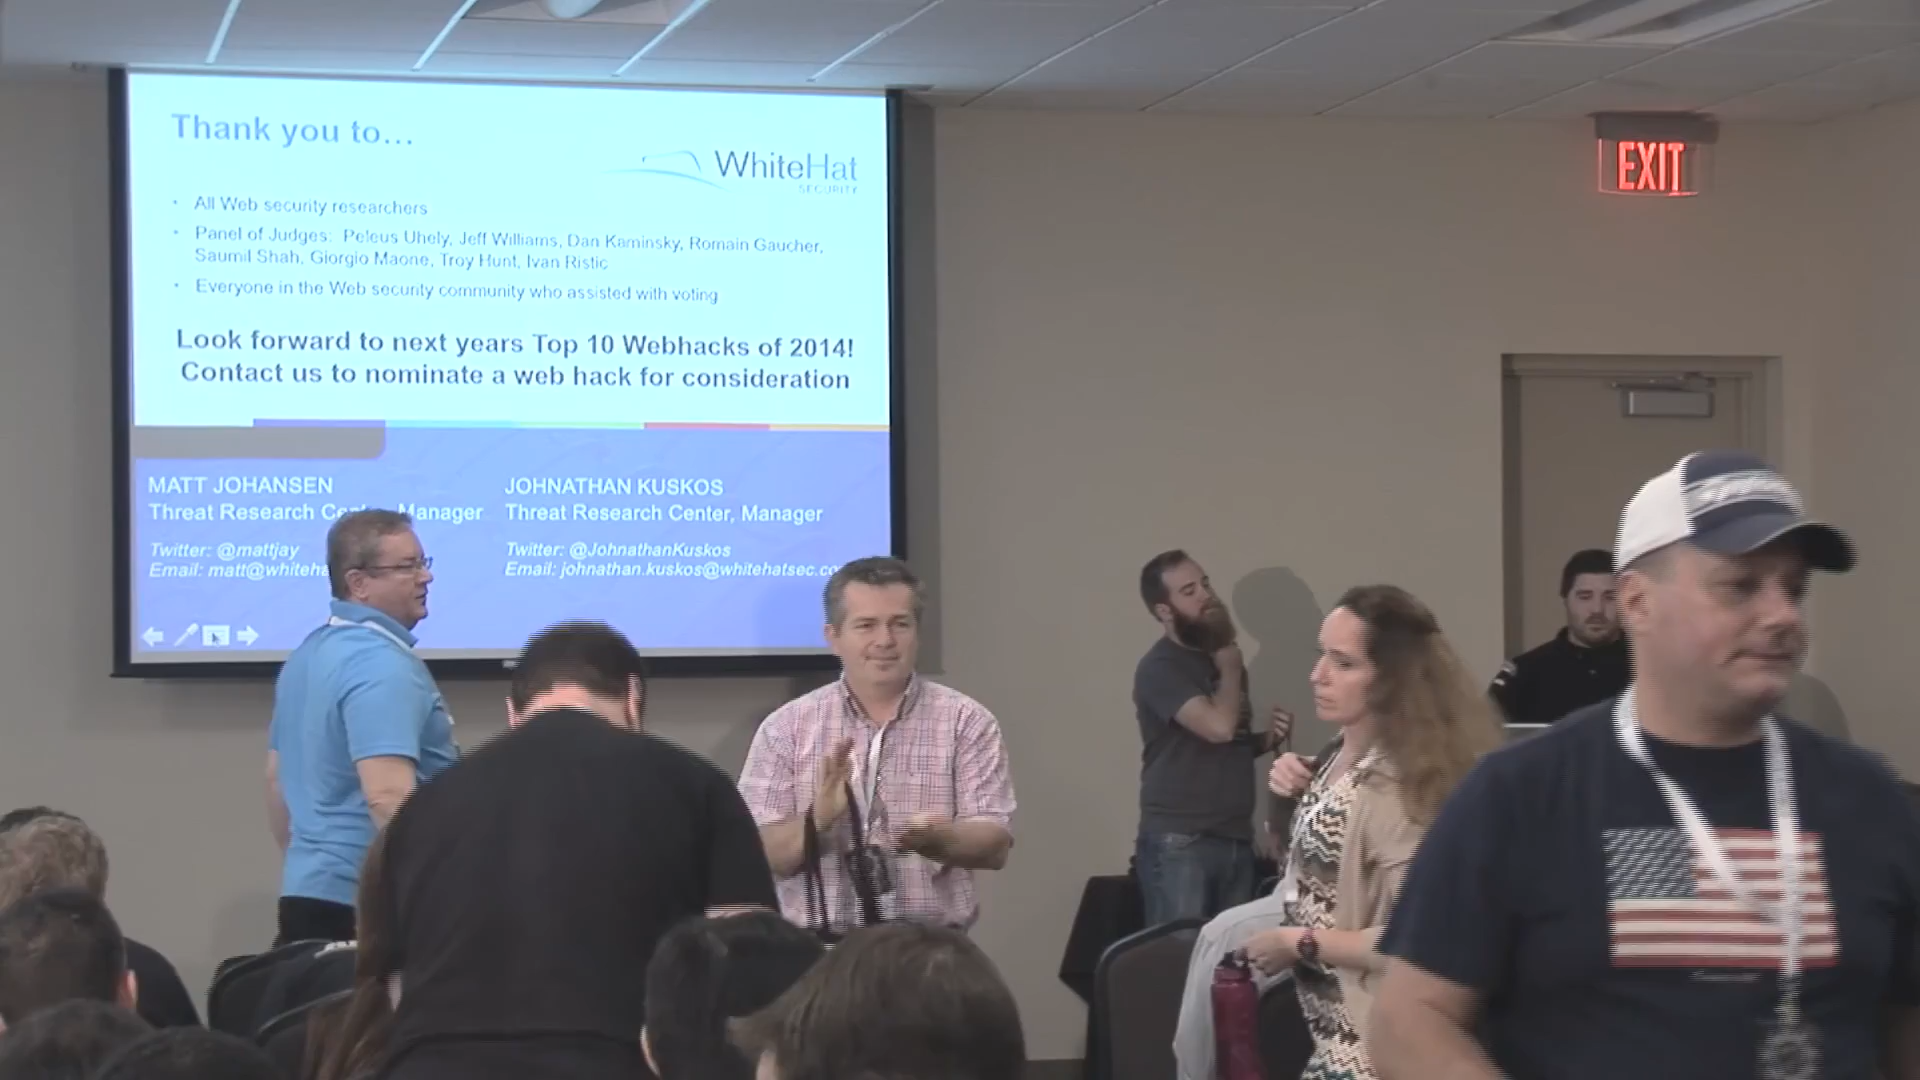 Thank you to...
WhiteHat
SECURITY
• All Web security researchers
• Panel of Judges: Peleus Uhely, Jeff Williams, Dan Kaminsky, Romain Gaucher,
Saumil Shah, Giorgio Maone, Troy Hunt, Ivan Ristic
• Everyone in the Web security community who assisted with voting
Look forward to next years Top 10 Webhacks of 2014!
Contact us to nominate a web hack for consideration
MATT JOHANSEN
Threat Research Manager
Twitter: @mattjay
Email: matt@whiteha
JOHNATHAN KUSKOS
Threat Research Center, Manager
Twitter: @JohnathanKuskos
Email: johnathan.kuskos@whitehatsec.co
EXIT